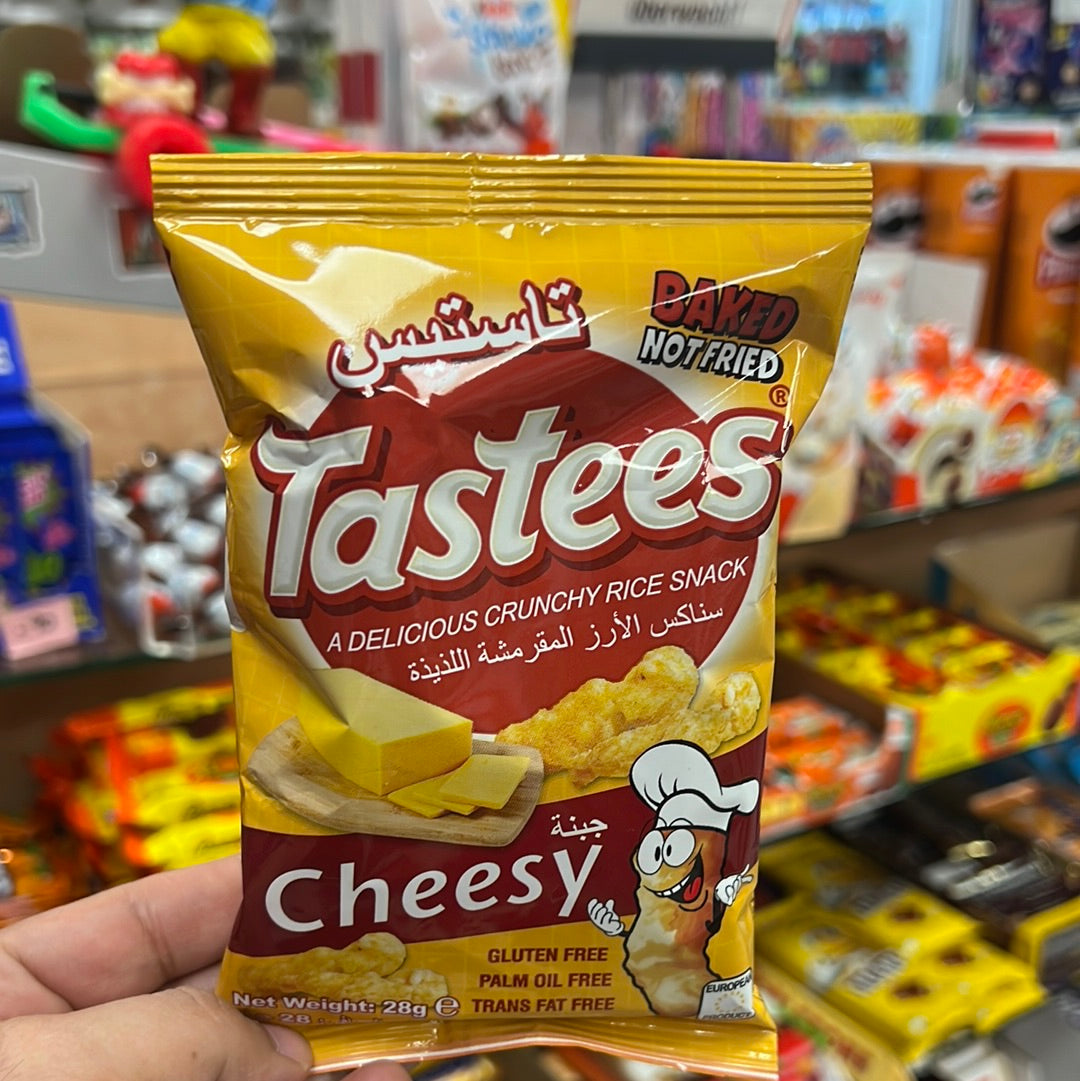 تاستيس
BAKED
NOT FRIED
Tastees®
A DELICIOUS CRUNCHY RICE SNACK
سناكس الأرز المقرمشة اللذيذة
جبنة
Cheesy
GLUTEN FREE
PALM OIL FREE
TRANS FAT FREE
Net Weight: 28g e
28
EUROPEAN
PRODUCT